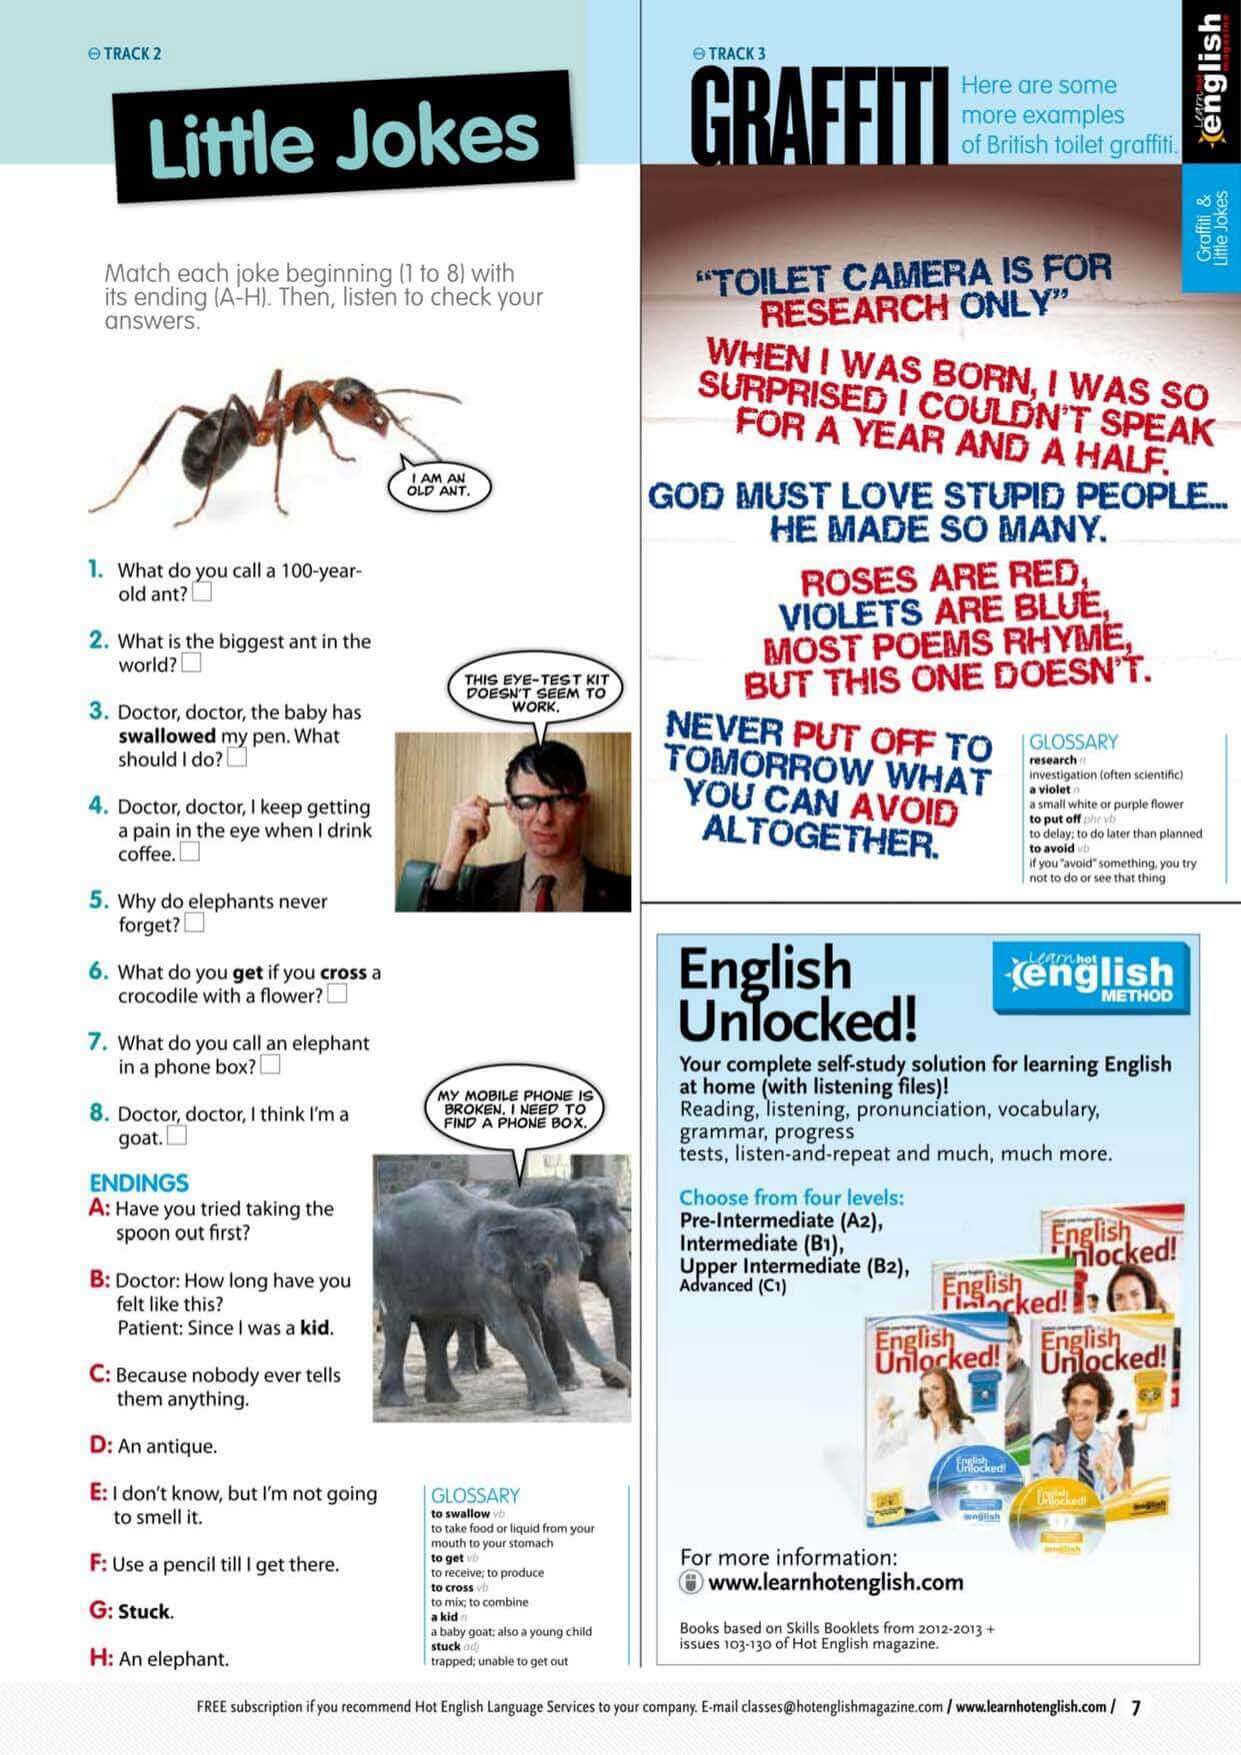 TRACK 2
Little Jokes
Match each joke beginning (1 to 8) with
its ending (A-H). Then, listen to check your
answers.
I AM AN
OLD ANT.
1. What do you call a 100-year-
old ant?
2. What is the biggest ant in the
world?
3. Doctor, doctor, the baby has
swallowed my pen. What
should I do?
4. Doctor, doctor, I keep getting
a pain in the eye when I drink
coffee.
5. Why do elephants never
forget?
6. What do you get if you cross a
crocodile with a flower?
7. What do you call an elephant
in a phone box?
8. Doctor, doctor, I think I'm a
goat.
THIS EYE-TEST KIT
DOESN'T SEEM TO
WORK.
MY MOBILE PHONE IS
BROKEN. I NEED TO
FIND A PHONE BOX.
ENDINGS
A: Have you tried taking the
spoon out first?
B: Doctor: How long have you
felt like this?
Patient: Since I was a kid.
C: Because nobody ever tells
them anything.
D: An antique.
E: I don't know, but I'm not going
to smell it.
F: Use a pencil till I get there.
G: Stuck.
H: An elephant.
GLOSSARY
to swallow vb
to take food or liquid from your
mouth to your stomach
to get vb
to receive; to produce
to cross vb
to mix; to combine
a kid n
a baby goat; also a young child
stuck adj
trapped; unable to get out
TRACK 3
GRAFFITI
Here are some
more examples
of British toilet graffiti.
Learn hot
english
magazine
Graffiti &
Little Jokes
“TOILET CAMERA IS FOR
RESEARCH ONLY”
WHEN I WAS BORN, I WAS SO
SURPRISED I COULDN'T SPEAK
FOR A YEAR AND A HALF.
GOD MUST LOVE STUPID PEOPLE...
HE MADE SO MANY.
ROSES ARE RED,
VIOLETS ARE BLUE,
MOST POEMS RHYME,
BUT THIS ONE DOESN'T.
NEVER PUT OFF TO
TOMORROW WHAT
YOU CAN AVOID
ALTOGETHER.
GLOSSARY
research n
investigation (often scientific)
a violet n
a small white or purple flower
to put off phr vb
to delay; to do later than planned
to avoid vb
if you "avoid" something, you try
not to do or see that thing
English
Unlocked!
Learn hot
english
METHOD
Your complete self-study solution for learning English
at home (with listening files)!
Reading, listening, pronunciation, vocabulary,
grammar, progress
tests, listen-and-repeat and much, much more.
Choose from four levels:
Pre-Intermediate (A2),
Intermediate (B1),
Upper Intermediate (B2),
Advanced (C1)
English
Unlocked!
English
Unlocked!
English
Unlocked!
English
Unlocked!
English
Unlocked!
english
English
Unlocked!
english
For more information:
www.learnhotenglish.com
Books based on Skills Booklets from 2012-2013 +
issues 103-130 of Hot English magazine.
FREE subscription if you recommend Hot English Language Services to your company. E-mail classes@hotenglishmagazine.com / www.learnhotenglish.com / 7